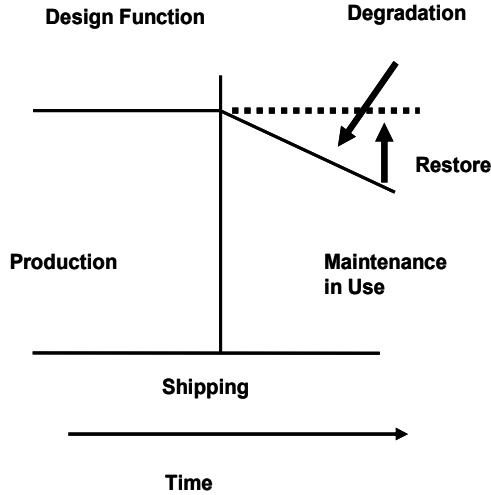 Design Function
Degradation
Restore
Production
Maintenance
in Use
Shipping
Time